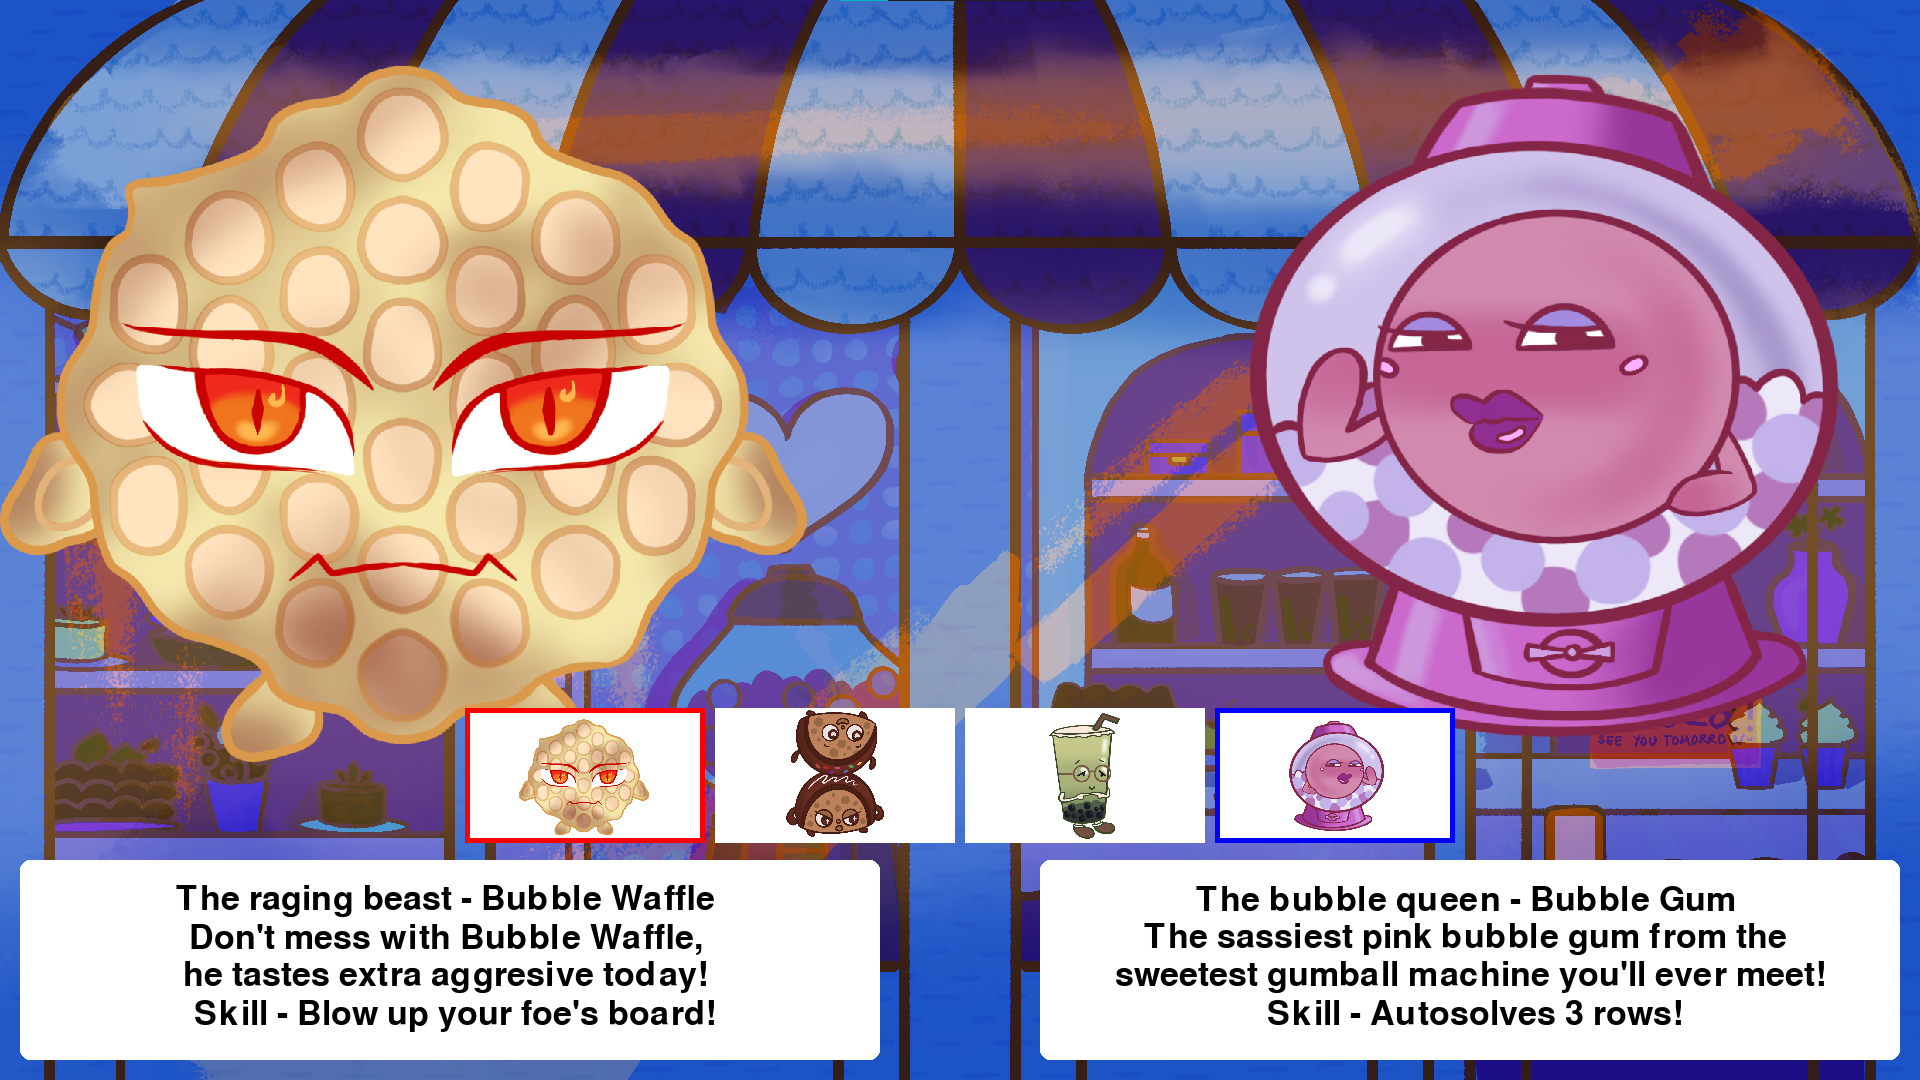 SEE YOU TOMORROW
The raging beast - Bubble Waffle
Don't mess with Bubble Waffle,
he tastes extra aggresive today!
Skill - Blow up your foe's board!
The bubble queen - Bubble Gum
The sassiest pink bubble gum from the
sweetest gumball machine you'll ever meet!
Skill - Autosolves 3 rows!